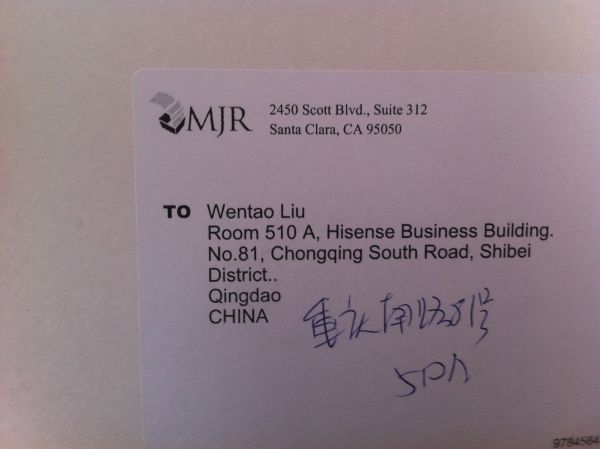 MJR
2450 Scott Blvd., Suite 312
Santa Clara, CA 95050
TO Wentao Liu
Room 510 A, Hisense Business Building.
No.81, Chongqing South Road, Shibei
District..
Qingdao
CHINA
重庆南路81号
9784564